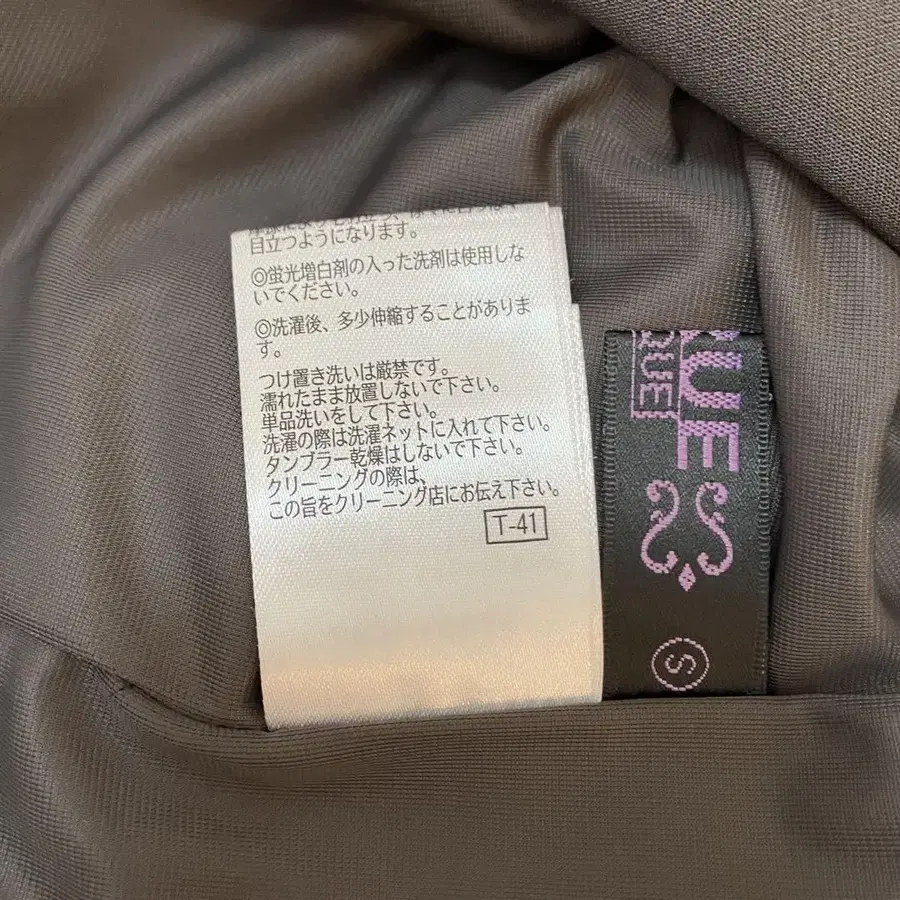 目立つようになります。
◎蛍光増白剤の入った洗剤は使用しな
いでください。
◎洗濯後、多少伸縮することがありま
す。
つけ置き洗いは厳禁です。
濡れたまま放置しないで下さい。
単品洗いをして下さい。
洗濯の際は洗濯ネットに入れて下さい。
タンブラー乾燥はしないで下さい。
クリーニングの際は、
この旨をクリーニング店にお伝え下さい。
T-41
QUE
QUE
S